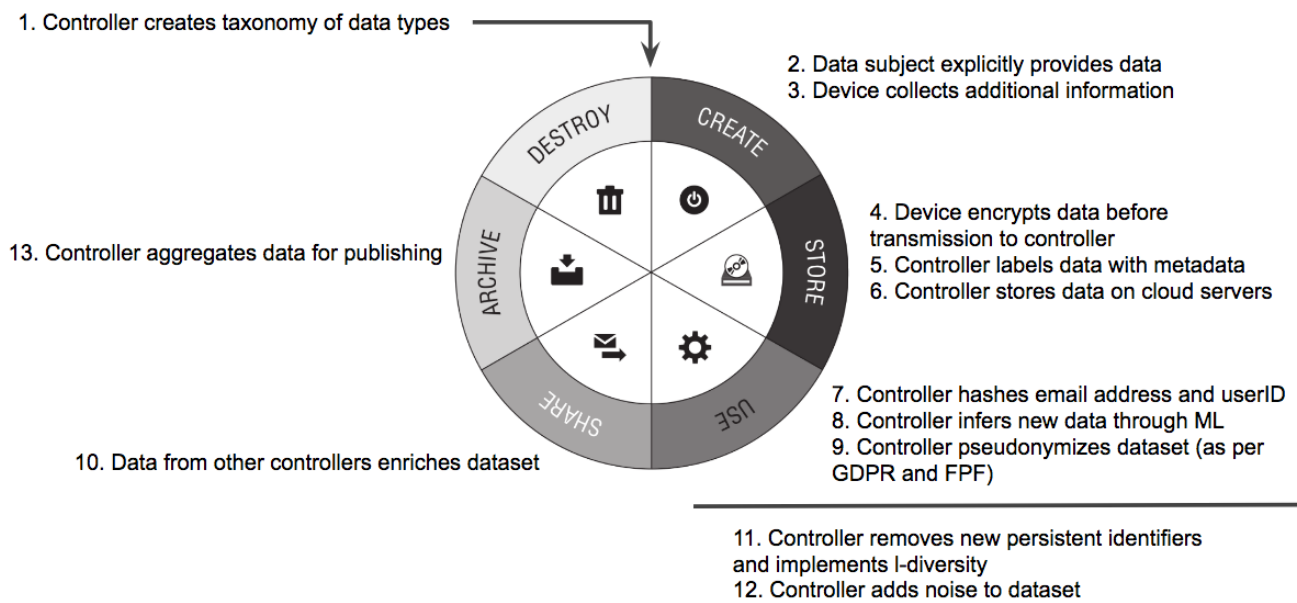 1. Controller creates taxonomy of data types
2. Data subject explicitly provides data
3. Device collects additional information
DESTROY
CREATE
4. Device encrypts data before
transmission to controller
5. Controller labels data with metadata
6. Controller stores data on cloud servers
13. Controller aggregates data for publishing
ARCHIVE
STORE
7. Controller hashes email address and userID
8. Controller infers new data through ML
9. Controller pseudonymizes dataset (as per
GDPR and FPF)
SHARE
USE
10. Data from other controllers enriches dataset
11. Controller removes new persistent identifiers
and implements l-diversity
12. Controller adds noise to dataset